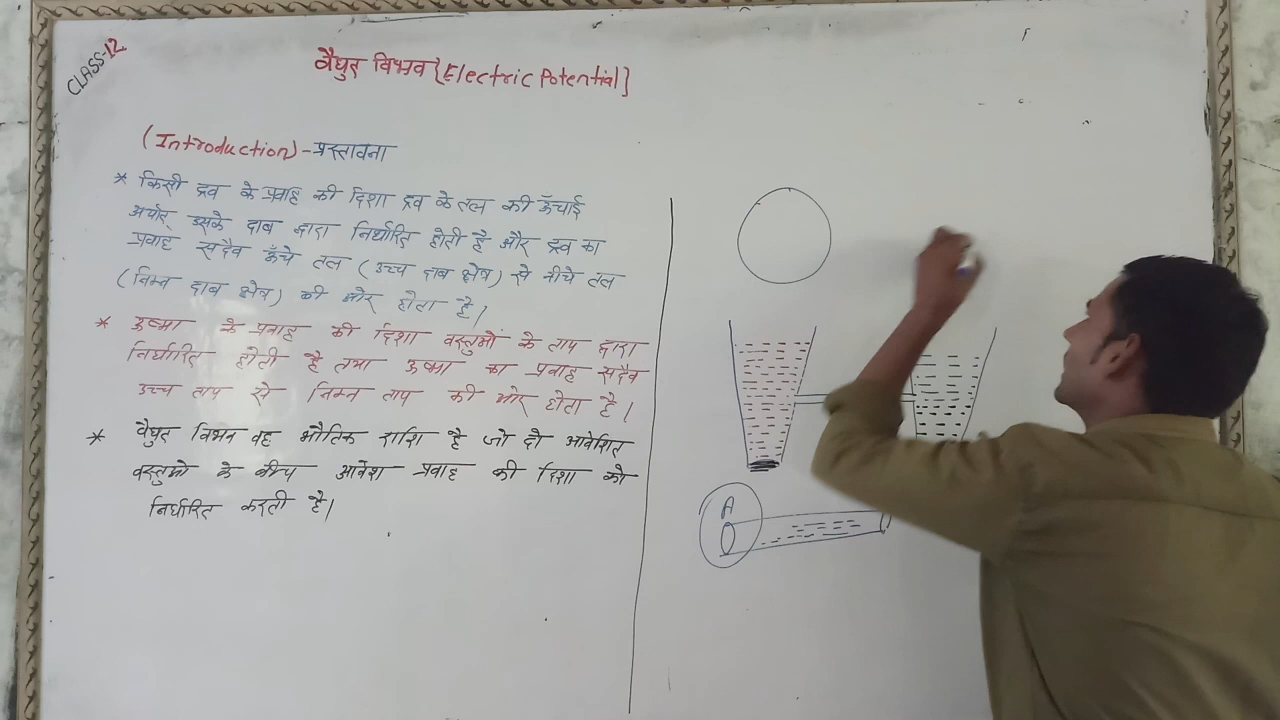 CLASS-12
वैद्युत विभव {Electric Potential}
(Introduction)-प्रस्तावना
* किसी द्रव के प्रवाह की दिशा द्रव के तल की ऊँचाई
अर्थात् उसके दाब द्वारा निर्धारित होती है और द्रव का
प्रवाह सदैव ऊँचे तल (उच्च दाब क्षेत्र) से नीचे तल
(निम्न दाब क्षेत्र) की ओर होता है।
* ऊष्मा के प्रवाह की दिशा वस्तुओं के ताप द्वारा
निर्धारित होती है तथा ऊष्मा का प्रवाह सदैव
उच्च ताप से निम्न ताप की ओर होता है।
* वैद्युत विभव वह भौतिक राशि है जो दो आवेशित
वस्तुओ के बीच आवेश प्रवाह की दिशा को
निर्धारित करती है।
A